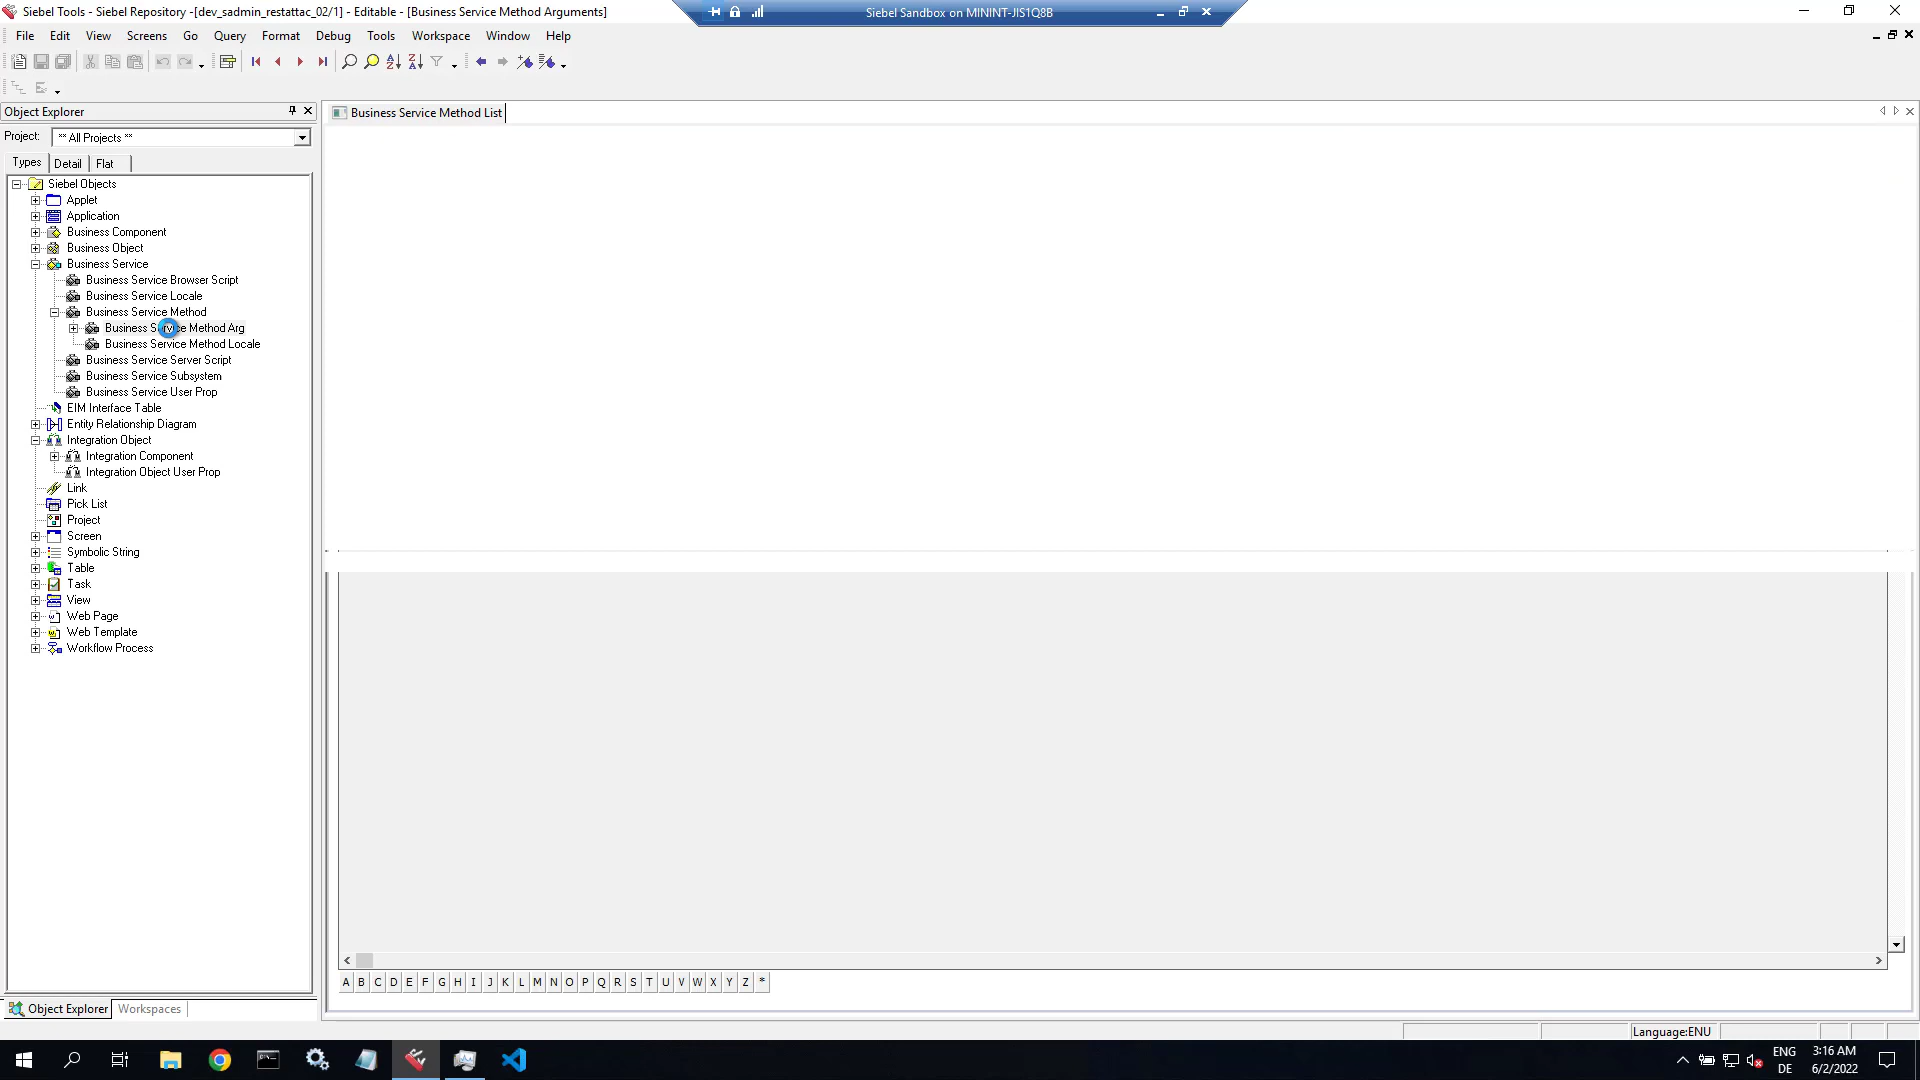 Siebel Tools - Siebel Repository -[dev_sadmin_restattac_02/1] - Editable - [Business Service Method Arguments]
Siebel Sandbox on MININT-JIS1Q8B
File Edit View Screens Go Query Format Debug Tools Workspace Window Help
Object Explorer
Business Service Method List
Project: ** All Projects **
Types Detail Flat
Siebel Objects
Applet
Application
Business Component
Business Object
Business Service
Business Service Browser Script
Business Service Locale
Business Service Method
Business Service Method Arg
Business Service Method Locale
Business Service Server Script
Business Service Subsystem
Business Service User Prop
EIM Interface Table
Entity Relationship Diagram
Integration Object
Integration Component
Integration Object User Prop
Link
Pick List
Project
Screen
Symbolic String
Table
Task
View
Web Page
Web Template
Workflow Process
A B C D E F G H I J K L M N O P Q R S T U V W X Y Z *
Object Explorer Workspaces
Language:ENU
ENG 3:16 AM
DE 6/2/2022